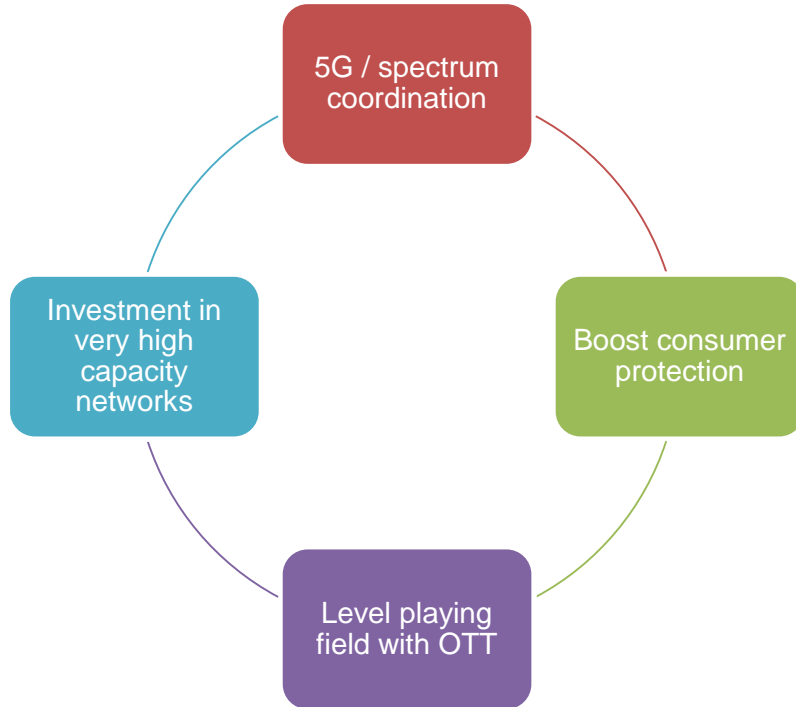 5G / spectrum
coordination
Investment in
very high
capacity
networks
Boost consumer
protection
Level playing
field with OTT